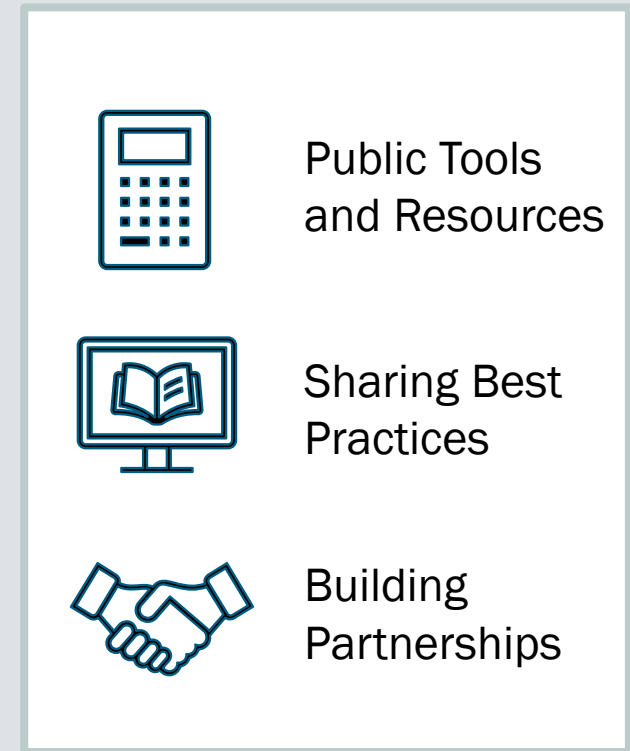 Public Tools
and Resources
Sharing Best
Practices
Building
Partnerships